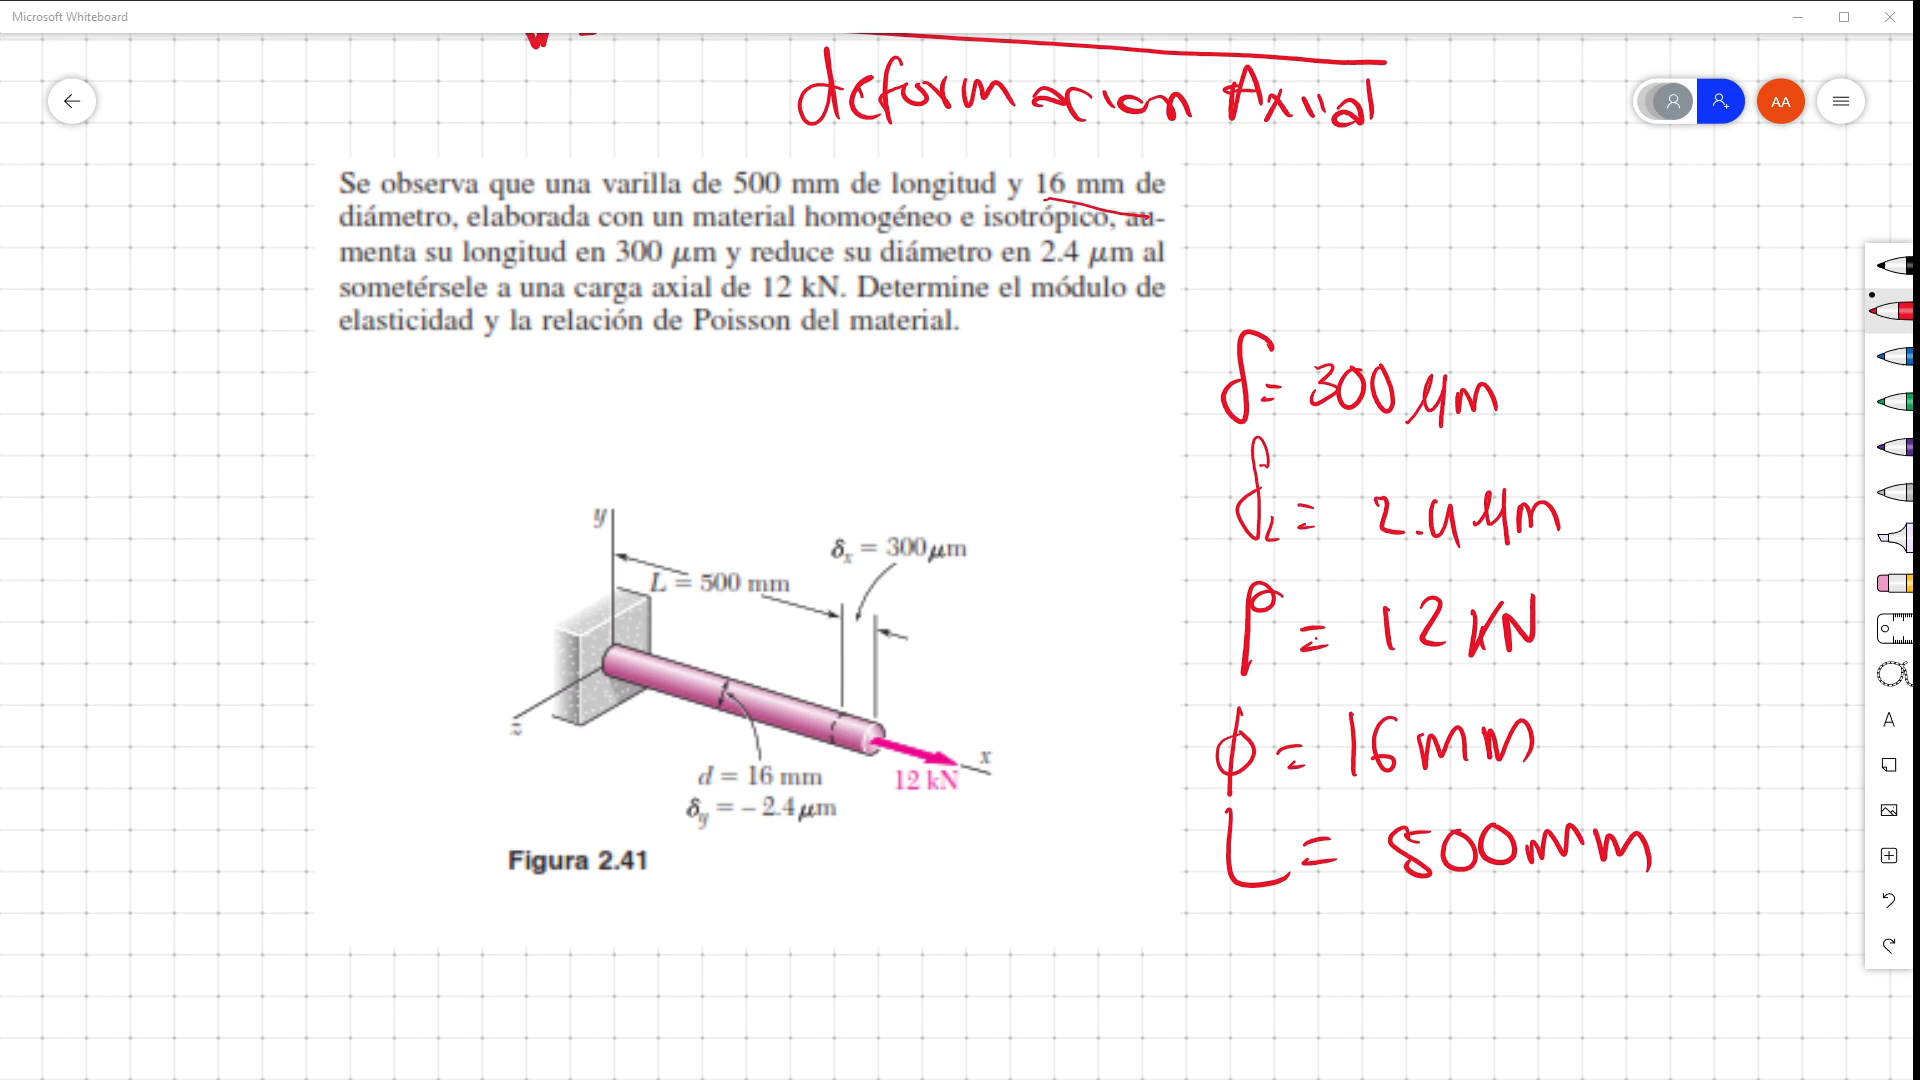 Microsoft Whiteboard
deformacion Axial
AA
Se observa que una varilla de 500 mm de longitud y 16 mm de
diámetro, elaborada con un material homogéneo e isotrópico, au-
menta su longitud en 300 μm y reduce su diámetro en 2.4 μm al
sometérsele a una carga axial de 12 kN. Determine el módulo de
elasticidad y la relación de Poisson del material.
δ = 300 μm
δL = 2.4 μm
P = 12 kN
ϕ = 16 mm
L = 500 mm
y
δx = 300 μm
L = 500 mm
z
x
d = 16 mm
12 kN
δy = – 2.4 μm
Figura 2.41
A